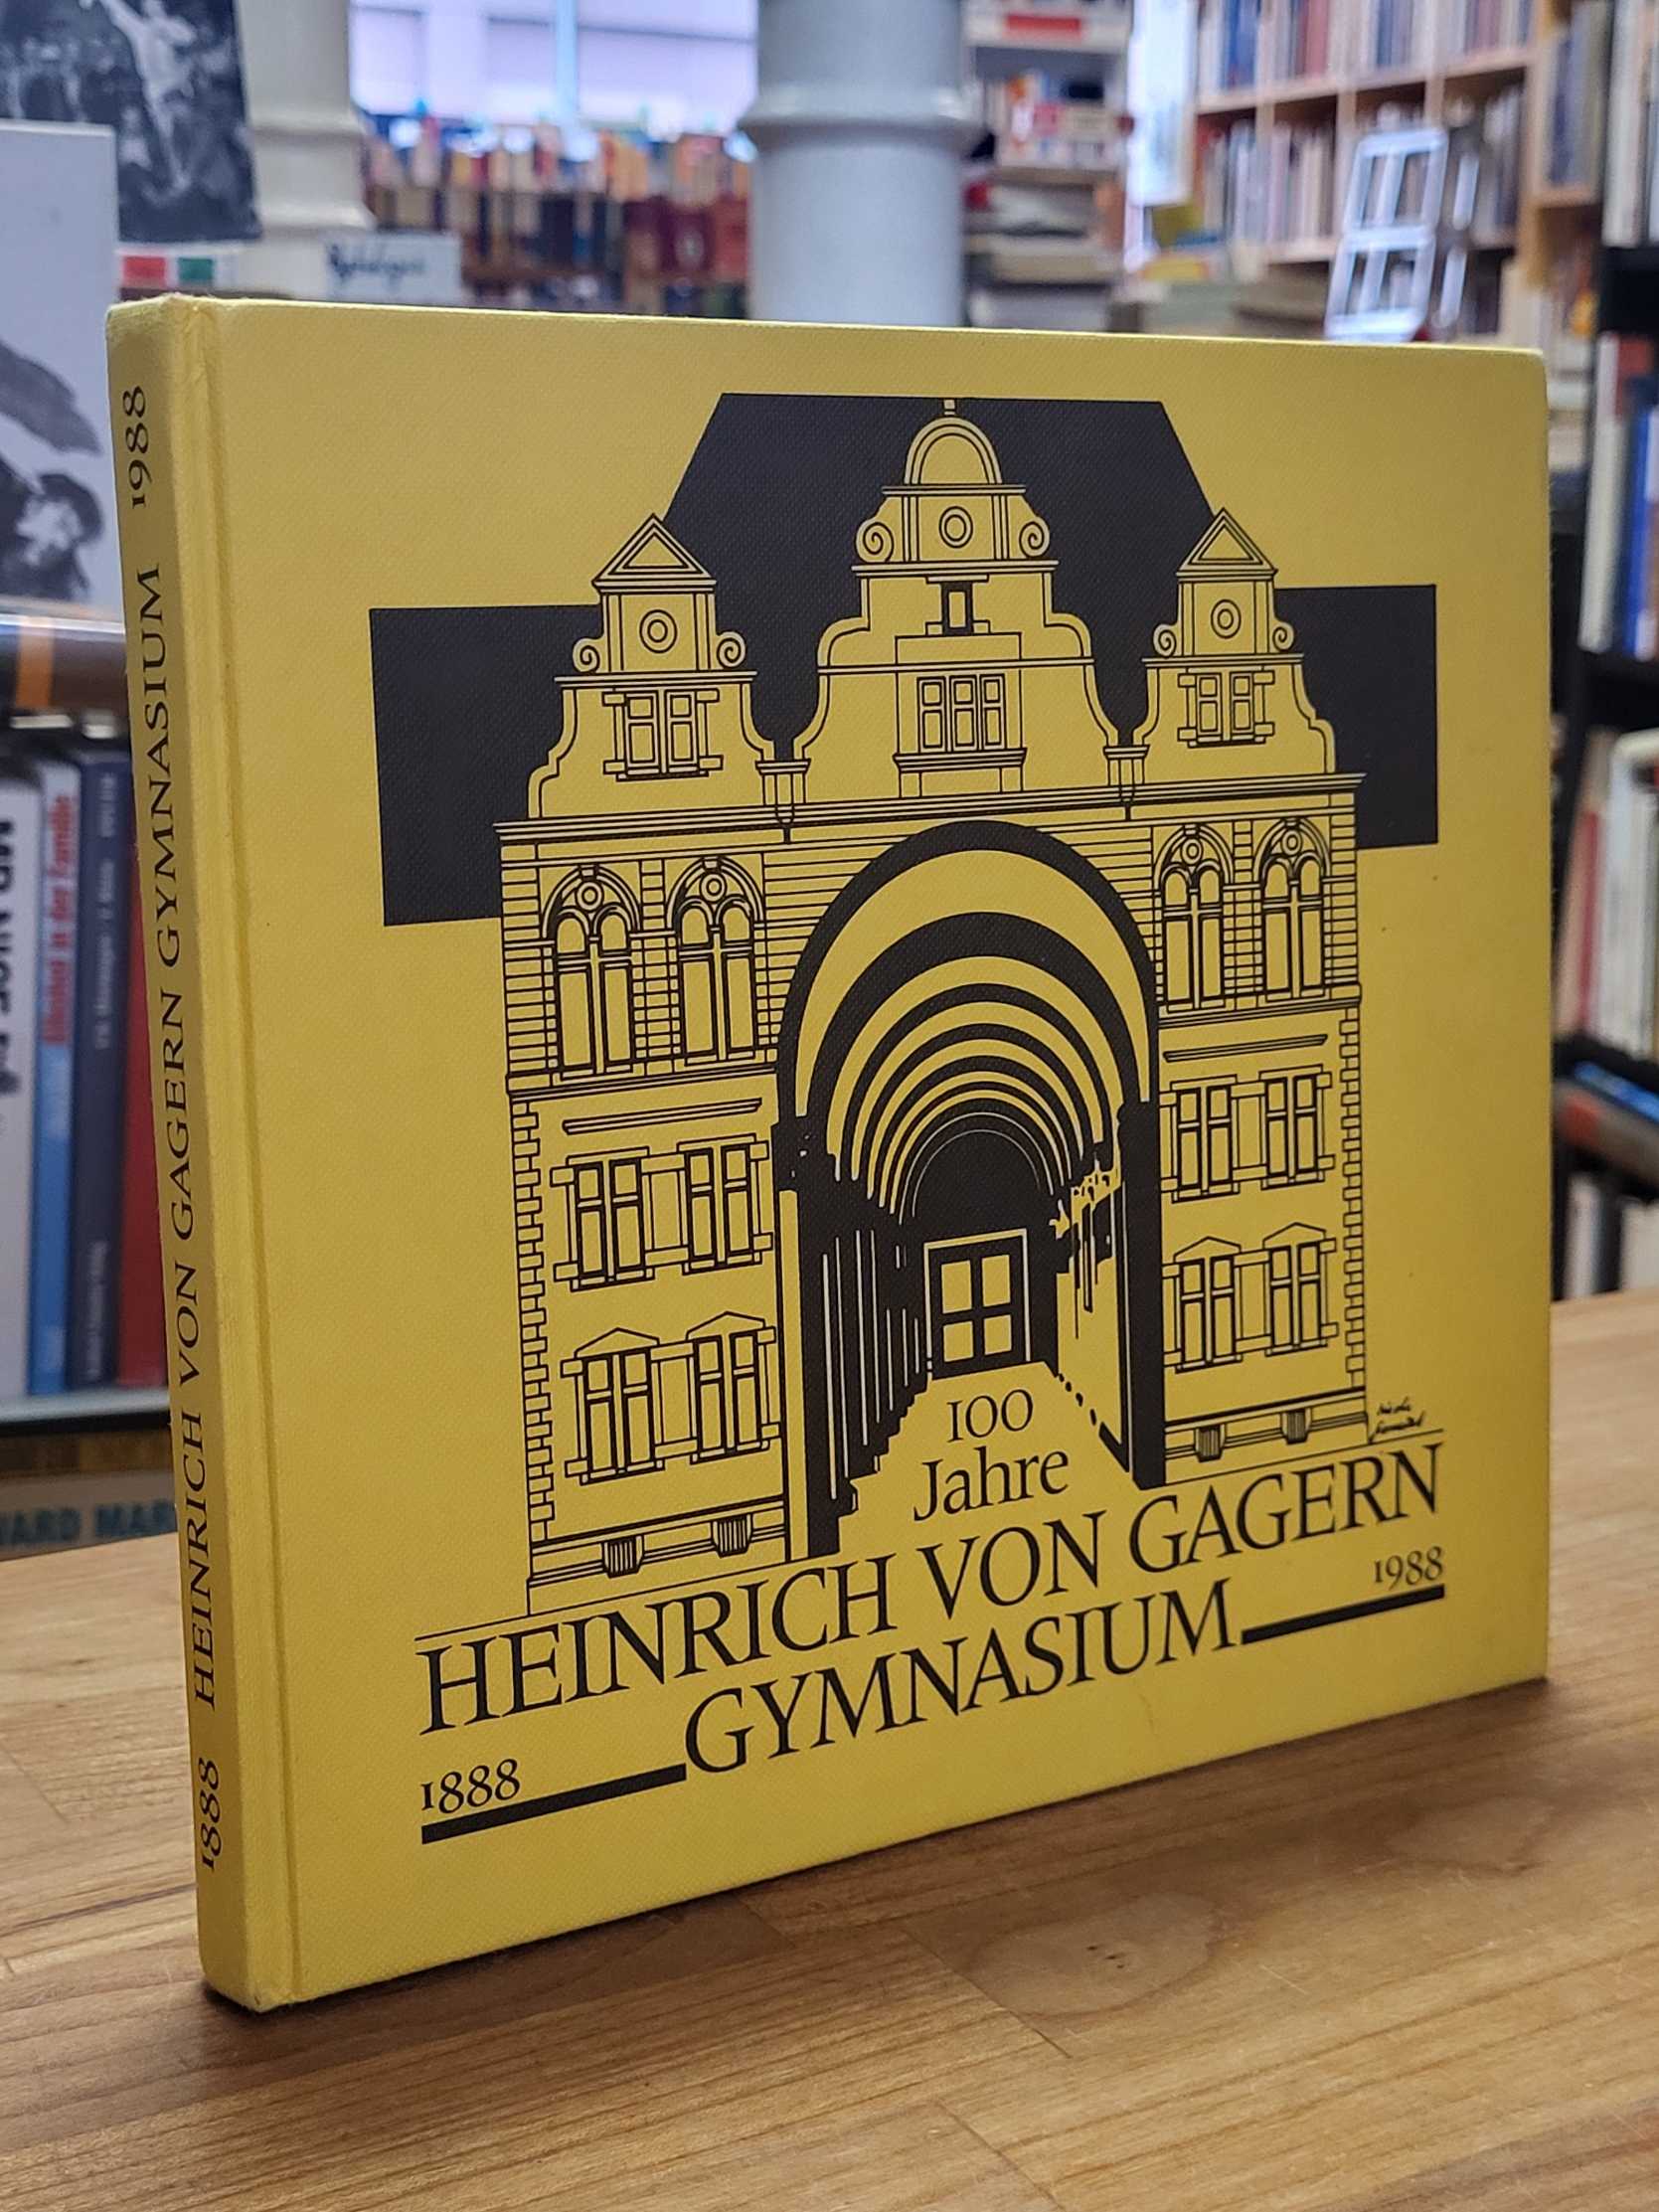 1888 HEINRICH VON GAGERN GYMNASIUM 1988
100
Jahre
HEINRICH VON GAGERN
GYMNASIUM
1888
1988